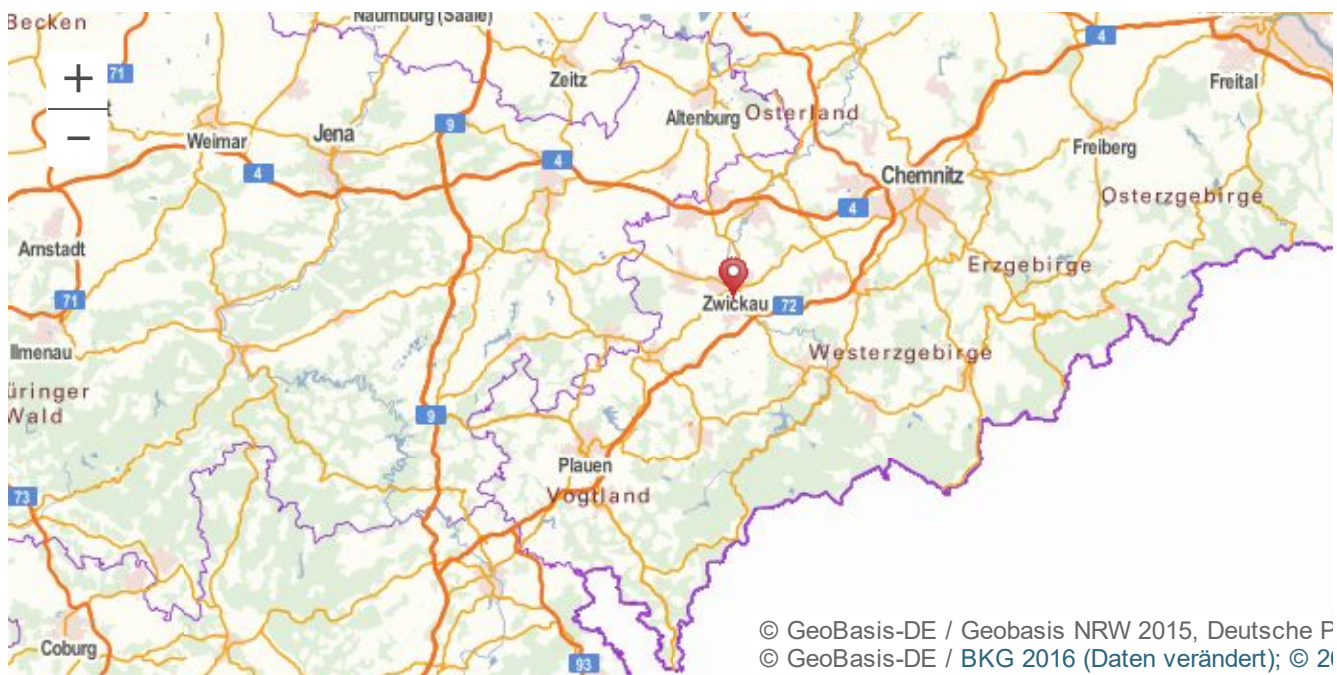 Becken
Naumburg (Saale)
4
+
71
Zeitz
Freital
−
Altenburg
Osterland
9
Weimar
Jena
Freiberg
4
4
Chemnitz
Osterzgebirge
4
Arnstadt
Erzgebirge
71
Zwickau
72
Ilmenau
Westerzgebirge
üringer
Wald
9
Plauen
Vogtland
73
Coburg
93
© GeoBasis-DE / Geobasis NRW 2015, Deutsche P
© GeoBasis-DE / BKG 2016 (Daten verändert); © 20